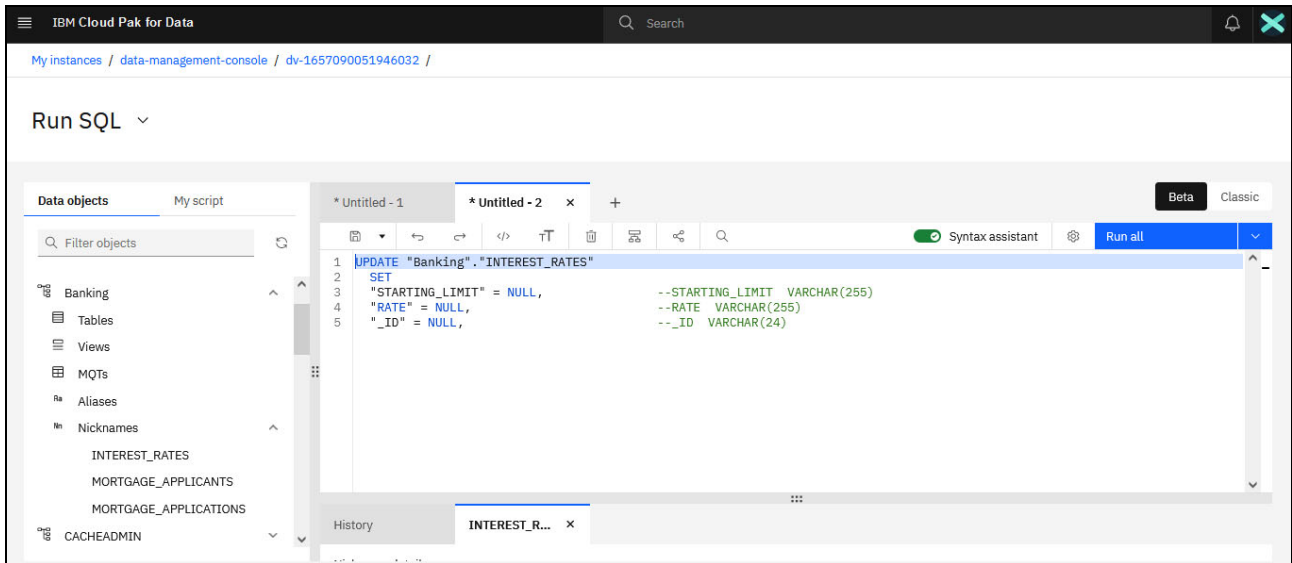 IBM Cloud Pak for Data
Search
My instances / data-management-console / dv-1657090051946032 /
Run SQL
Data objects
My script
Filter objects
Banking
Tables
Views
MQTs
Ra Aliases
Nn Nicknames
INTEREST_RATES
MORTGAGE_APPLICANTS
MORTGAGE_APPLICATIONS
CACHEADMIN
* Untitled - 1
* Untitled - 2 ×
+
Beta
Classic
Syntax assistant
Run all
1 UPDATE "Banking"."INTEREST_RATES"
2 SET
3 "STARTING_LIMIT" = NULL, --STARTING_LIMIT VARCHAR(255)
4 "RATE" = NULL, --RATE VARCHAR(255)
5 "_ID" = NULL, --_ID VARCHAR(24)
History
INTEREST_R... ×